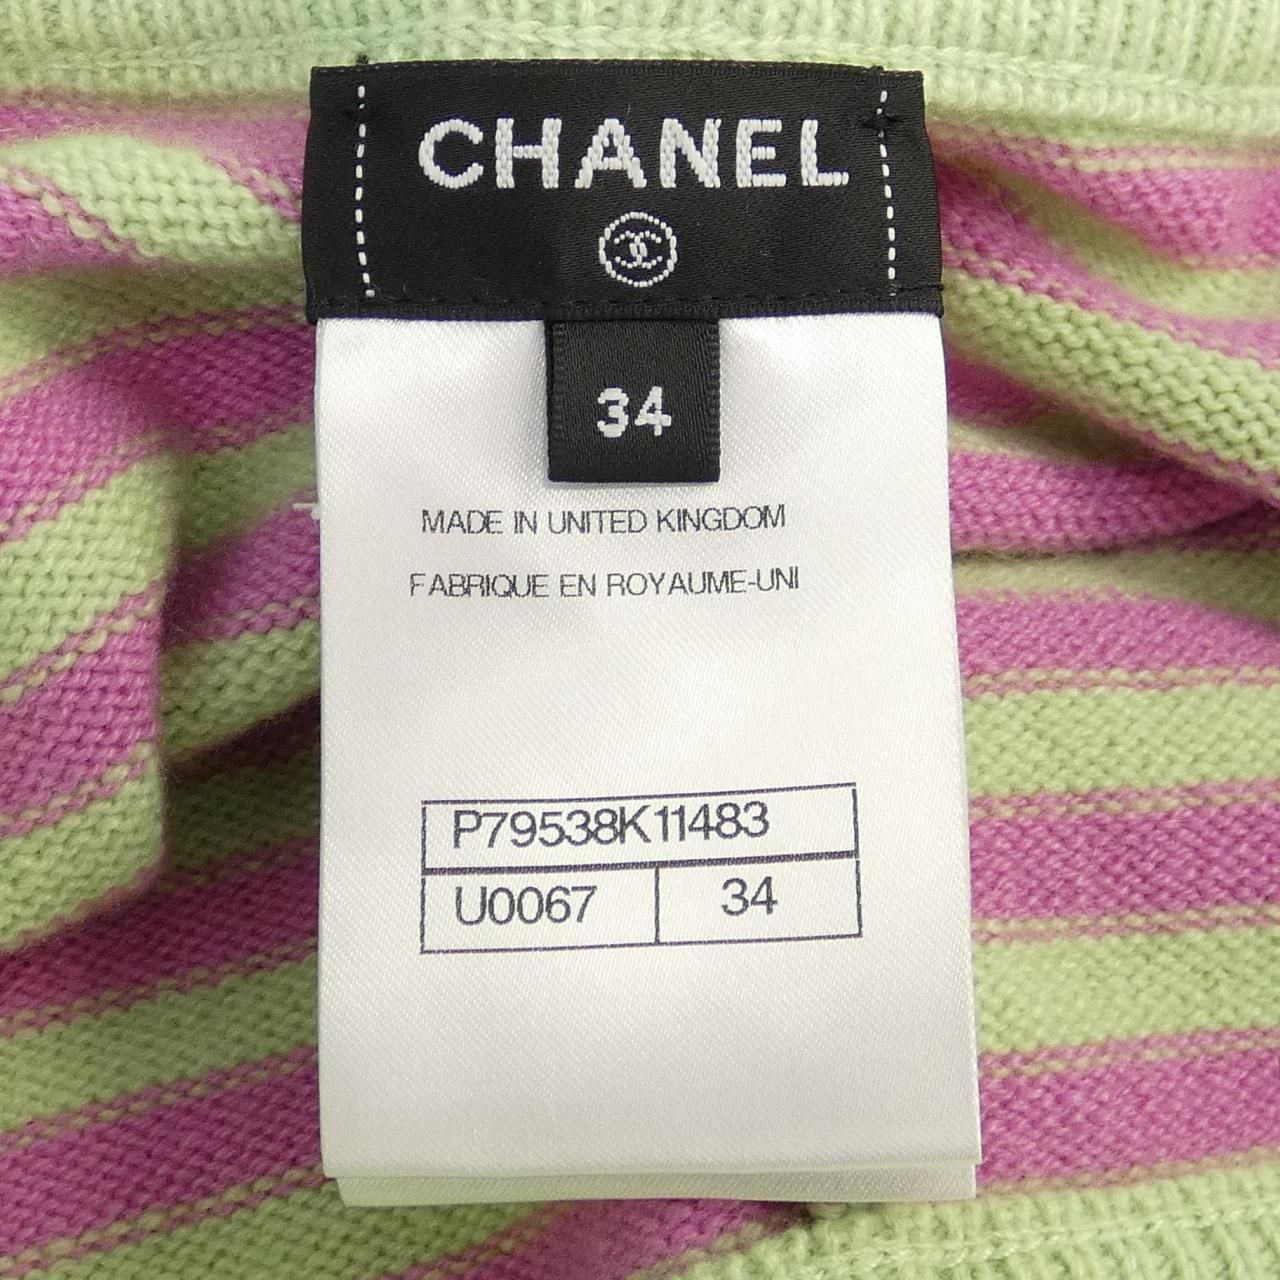 CHANEL
34
MADE IN UNITED KINGDOM
FABRIQUE EN ROYAUME-UNI
P79538K11483
U0067 34